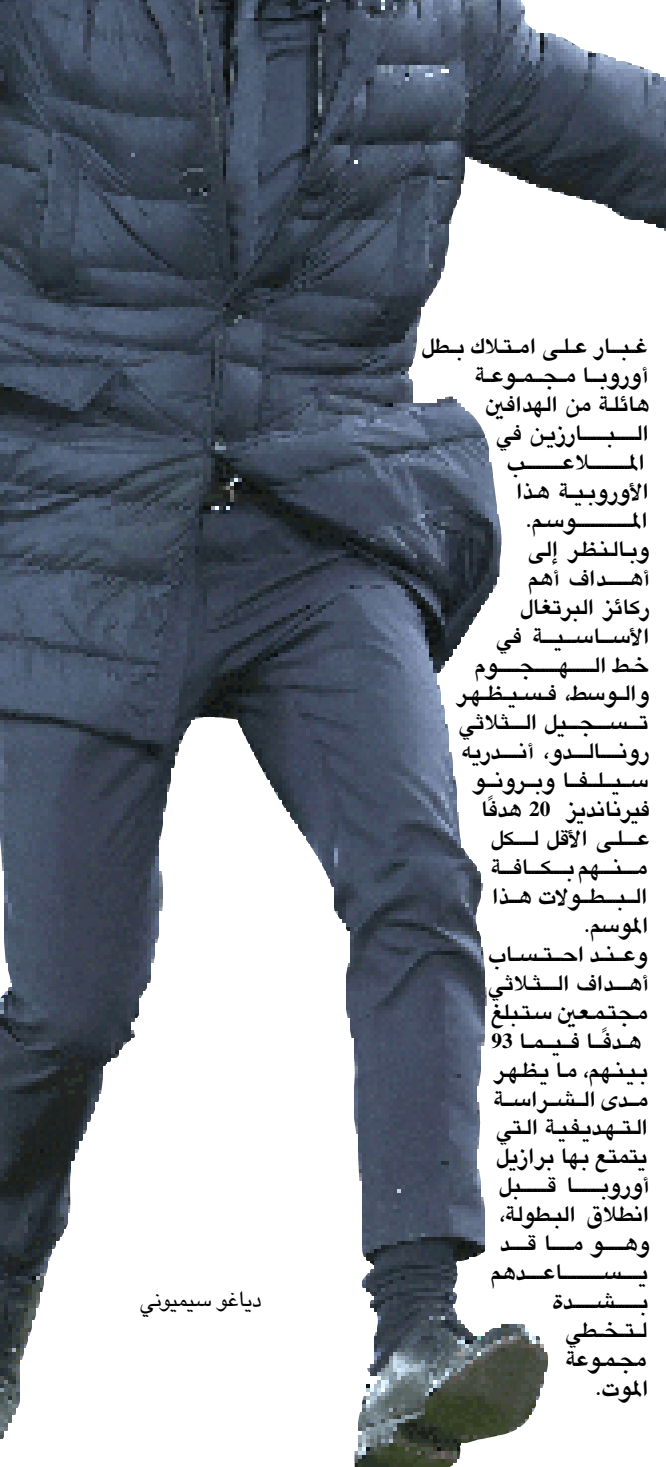 غبار على امتلاك بطل
أوروبا مجموعة
هائلة من الهدافين
البارزين في
الملاعب
الأوروبية هذا
الموسم.
وبالنظر إلى
أهداف أهم
ركائز البرتغال
الأساسية في
خط الهجوم
والوسط، فسيظهر
تسجيل الثلاثي
رونالدو، أندريه
سيلفا وبرونو
فيرنانديز 20 هدفًا
على الأقل لكل
منهم بكافة
البطولات هذا
الموسم.
وعند احتساب
أهداف الثلاثي
مجتمعين ستبلغ
93 هدفًا فيما
بينهم، ما يظهر
مدى الشراسة
التهديفية التي
يتمتع بها برازيل
أوروبا قبل
انطلاق البطولة،
وهو ما قد
يساعدهم
بشدة
لتخطي
مجموعة
الموت.
دياغو سيميوني